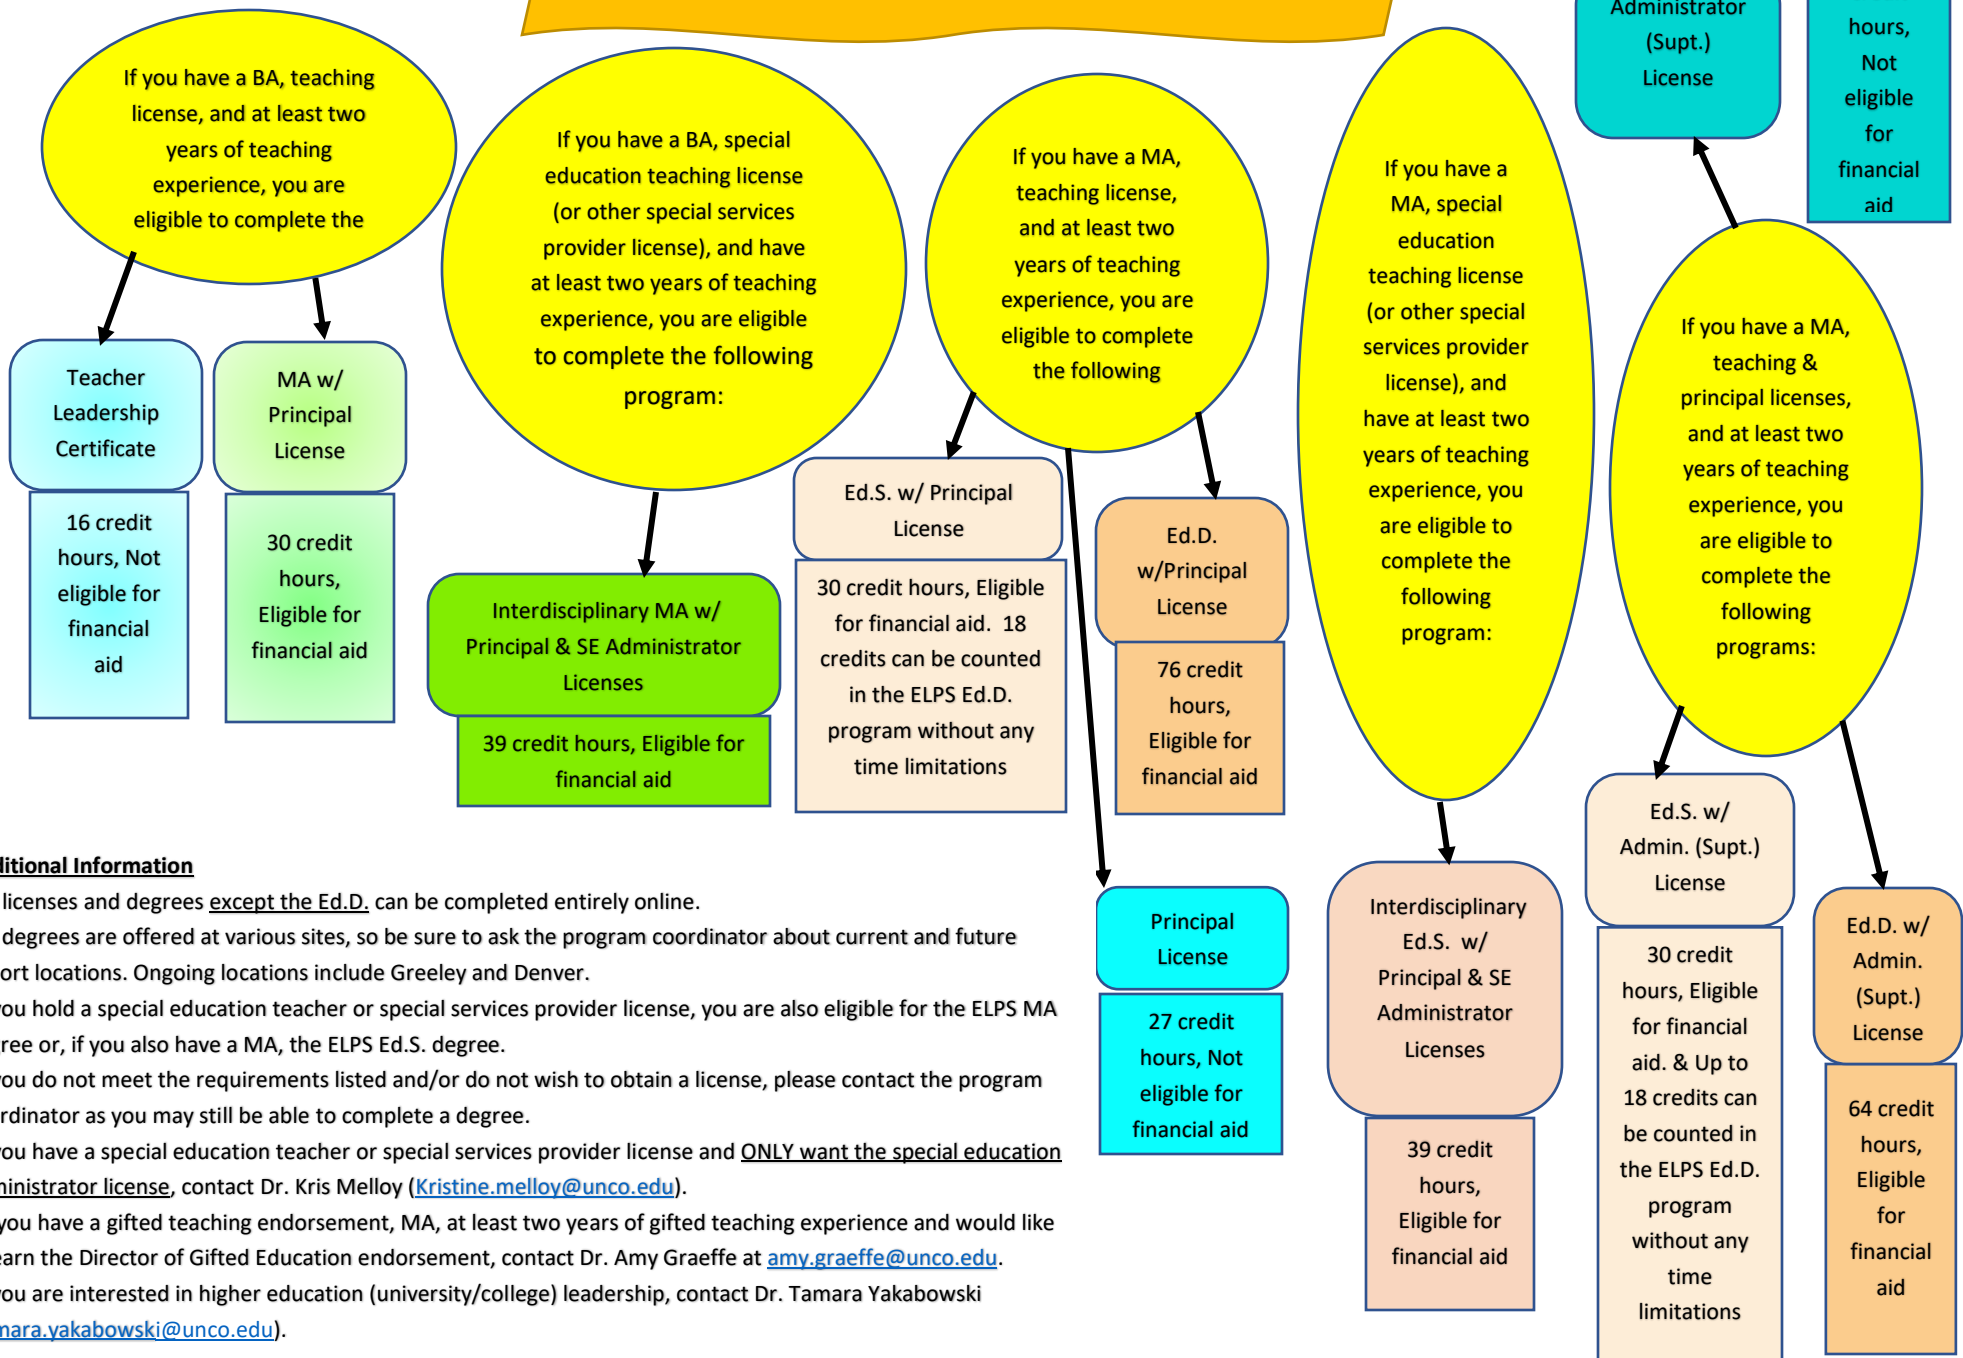 If you have a BA, teaching
license, and at least two
years of teaching
experience, you are
eligible to complete the
Teacher
Leadership
Certificate
16 credit
hours, Not
eligible for
financial
aid
MA w/
Principal
License
30 credit
hours,
Eligible for
financial aid
If you have a BA, special
education teaching license
(or other special services
provider license), and have
at least two years of teaching
experience, you are eligible
to complete the following
program:
Interdisciplinary MA w/
Principal & SE Administrator
Licenses
39 credit hours, Eligible for
financial aid
If you have a MA,
teaching license,
and at least two
years of teaching
experience, you are
eligible to complete
the following
Ed.S. w/ Principal
License
30 credit hours, Eligible
for financial aid.  18
credits can be counted
in the ELPS Ed.D.
program without any
time limitations
Ed.D.
w/Principal
License
76 credit
hours,
Eligible for
financial aid
Principal
License
27 credit
hours, Not
eligible for
financial aid
If you have a
MA, special
education
teaching license
(or other special
services provider
license), and
have at least two
years of teaching
experience, you
are eligible to
complete the
following
program:
Interdisciplinary
Ed.S.  w/
Principal & SE
Administrator
Licenses
39 credit
hours,
Eligible for
financial aid
Administrator
(Supt.)
License
hours,
Not
eligible
for
financial
aid
If you have a MA,
teaching &
principal licenses,
and at least two
years of teaching
experience, you
are eligible to
complete the
following
programs:
Ed.S. w/
Admin. (Supt.)
License
30 credit
hours, Eligible
for financial
aid. & Up to
18 credits can
be counted in
the ELPS Ed.D.
program
without any
time
limitations
Ed.D. w/
Admin.
(Supt.)
License
64 credit
hours,
Eligible
for
financial
aid
ditional Information
licenses and degrees except the Ed.D. can be completed entirely online.
degrees are offered at various sites, so be sure to ask the program coordinator about current and future
ort locations. Ongoing locations include Greeley and Denver.
you hold a special education teacher or special services provider license, you are also eligible for the ELPS MA
gree or, if you also have a MA, the ELPS Ed.S. degree.
you do not meet the requirements listed and/or do not wish to obtain a license, please contact the program
rdinator as you may still be able to complete a degree.
you have a special education teacher or special services provider license and ONLY want the special education
ministrator license, contact Dr. Kris Melloy (Kristine.melloy@unco.edu).
you have a gifted teaching endorsement, MA, at least two years of gifted teaching experience and would like
earn the Director of Gifted Education endorsement, contact Dr. Amy Graeffe at amy.graeffe@unco.edu.
you are interested in higher education (university/college) leadership, contact Dr. Tamara Yakabowski
mara.yakabowski@unco.edu).